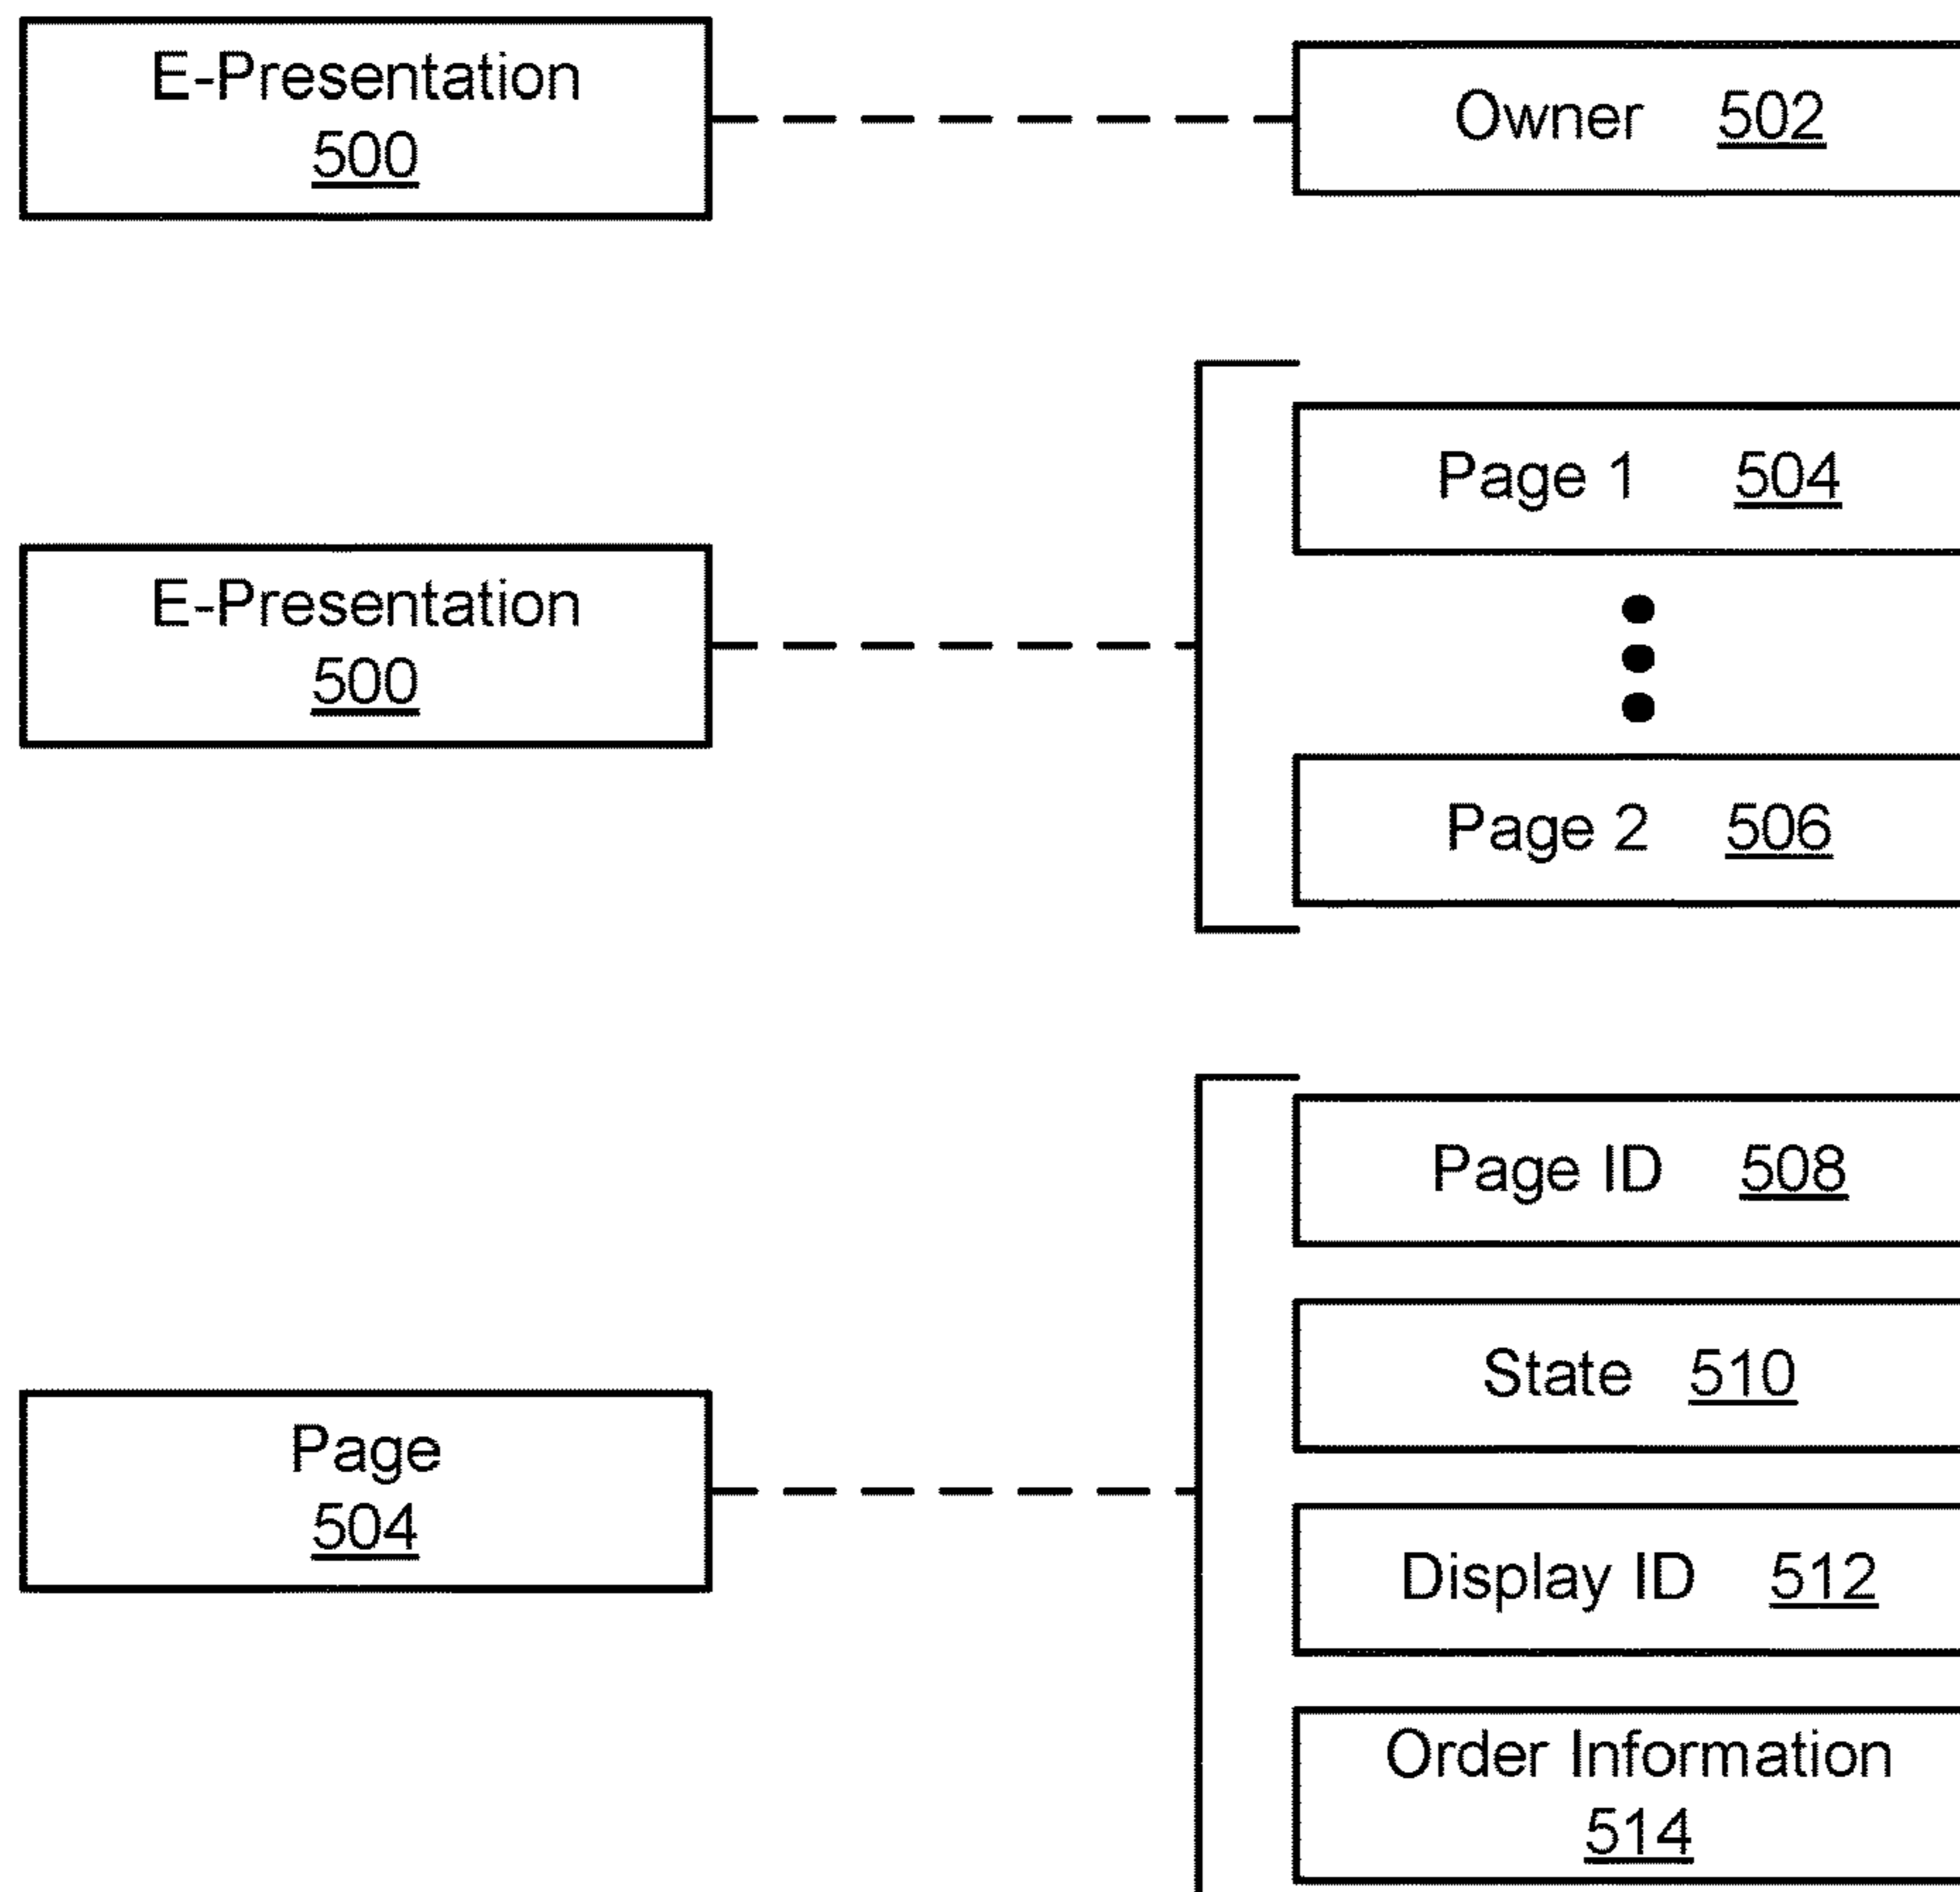 E-Presentation
500
Owner 502
E-Presentation
500
Page 1 504
Page 2 506
Page
504
Page ID 508
State 510
Display ID 512
Order Information
514